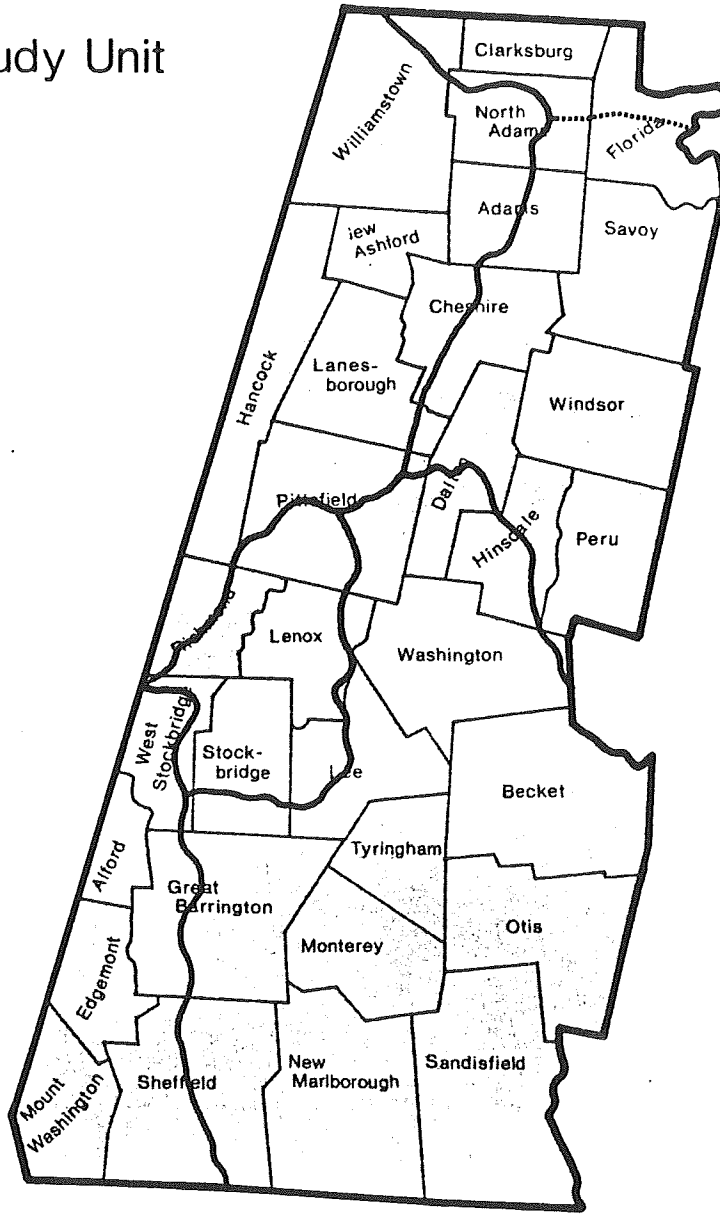 udy Unit
Clarksburg
Williamstown
North
Adams
Florida
Adams
Savoy
iew
Ashford
Cheshire
Hancock
Lanes-
borough
Windsor
Pittsfield
Dalton
Hinsdale
Peru
Richmond
Lenox
Washington
West
Stockbridge
Stock-
bridge
Lee
Becket
Tyringham
Alford
Great
Barrington
Otis
Monterey
Edgemont
Mount
Washington
Sheffield
New
Marlborough
Sandisfield